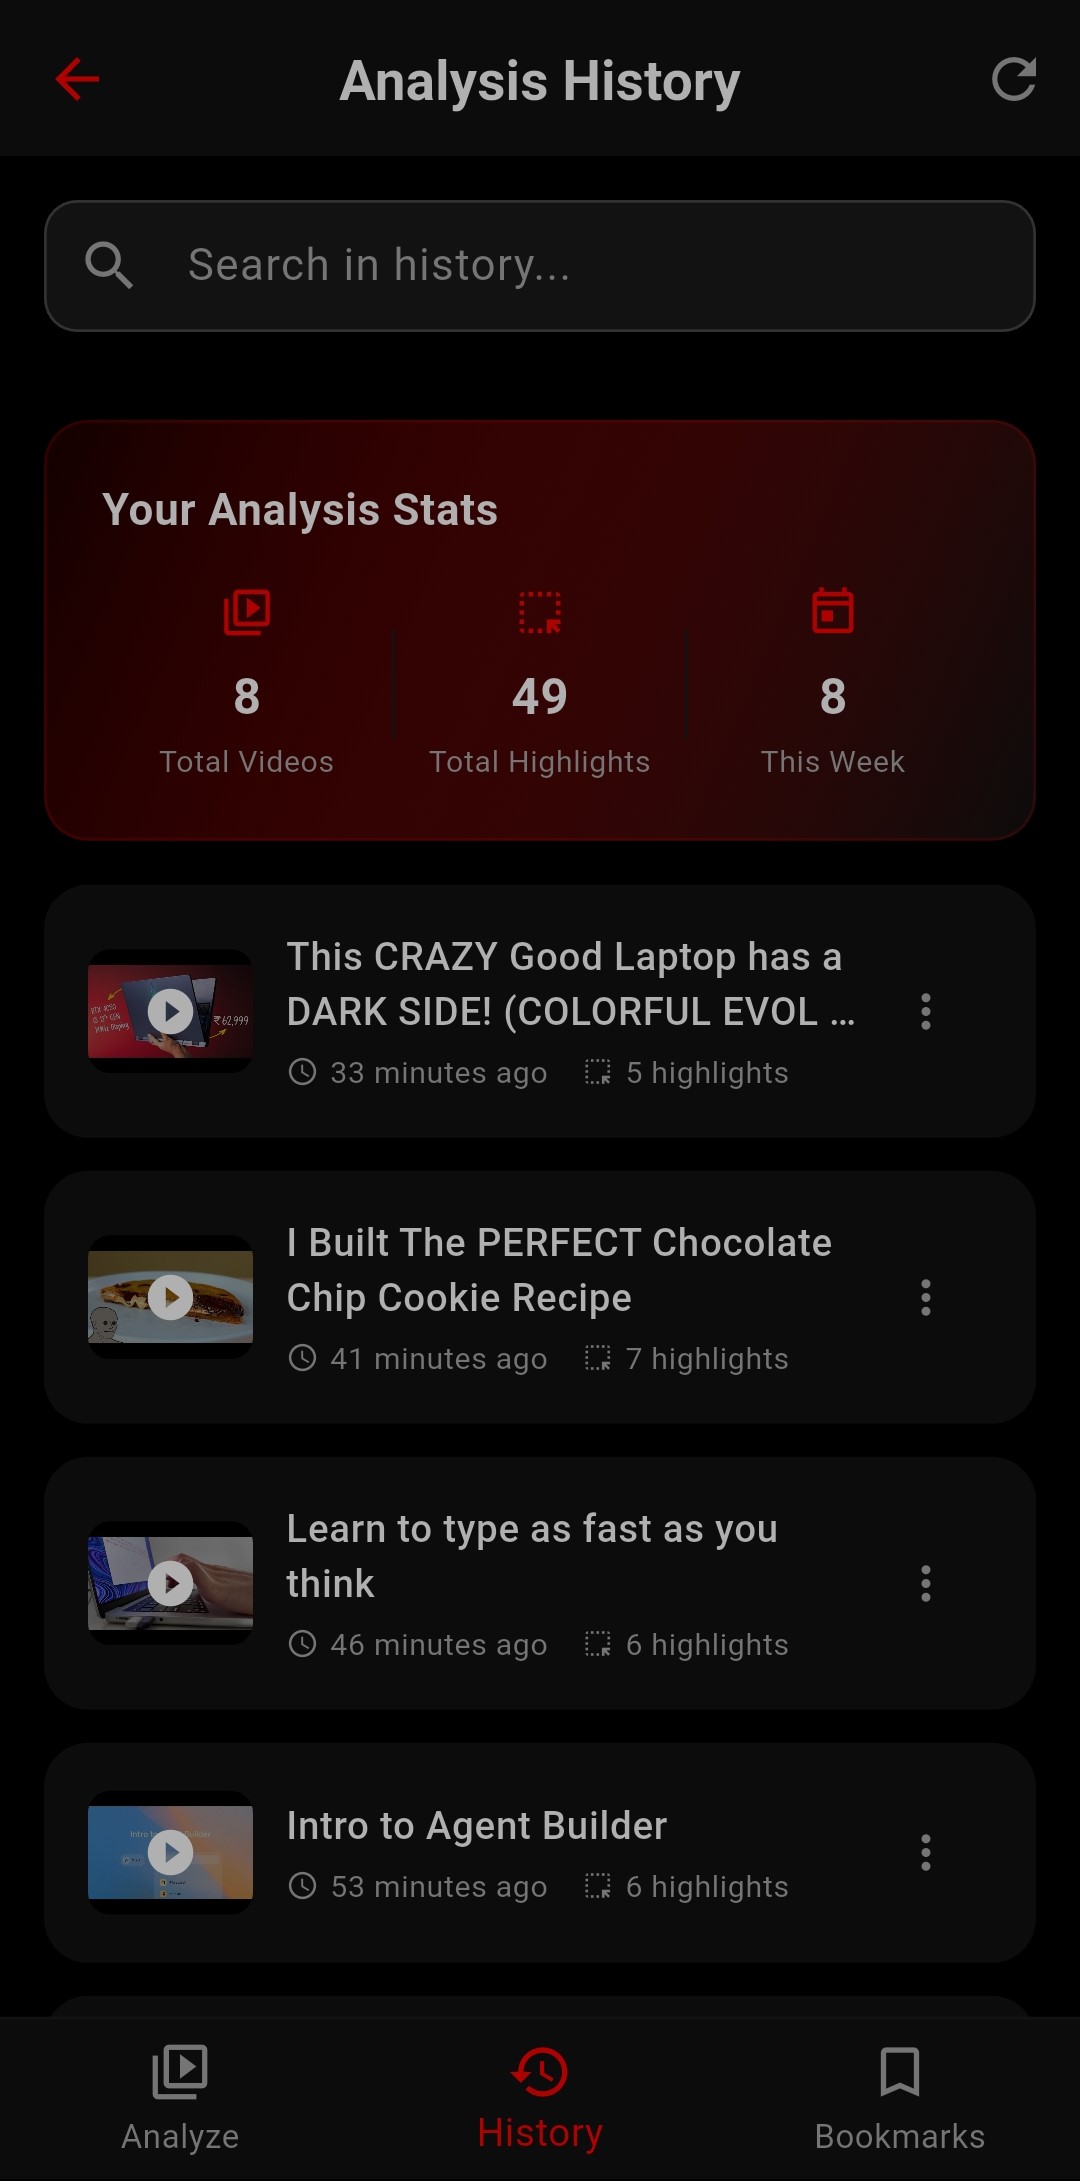 Analysis History
Search in history...
Your Analysis Stats
8
49
8
Total Videos
Total Highlights
This Week
This CRAZY Good Laptop has a
DARK SIDE! (COLORFUL EVOL ...
₹62,999
33 minutes ago
5 highlights
I Built The PERFECT Chocolate
Chip Cookie Recipe
41 minutes ago
7 highlights
Learn to type as fast as you
think
46 minutes ago
6 highlights
Intro to Agent Builder
53 minutes ago
6 highlights
Analyze
History
Bookmarks